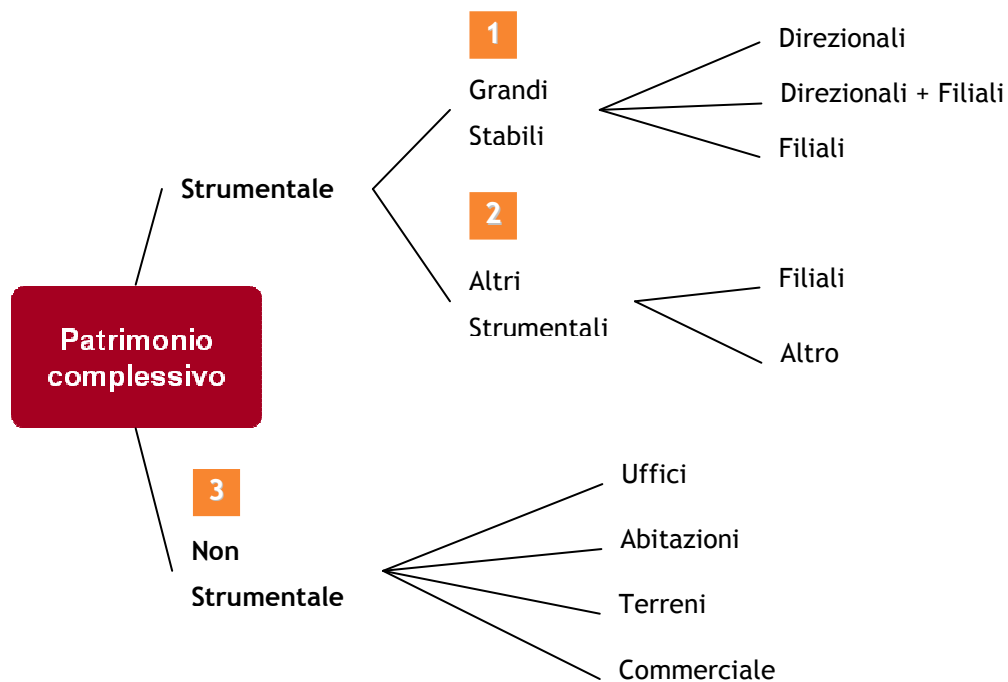 1
Grandi
Stabili
Direzionali
Direzionali + Filiali
Filiali
Strumentale
2
Altri
Strumentali
Filiali
Altro
Patrimonio
complessivo
3
Non
Strumentale
Uffici
Abitazioni
Terreni
Commerciale